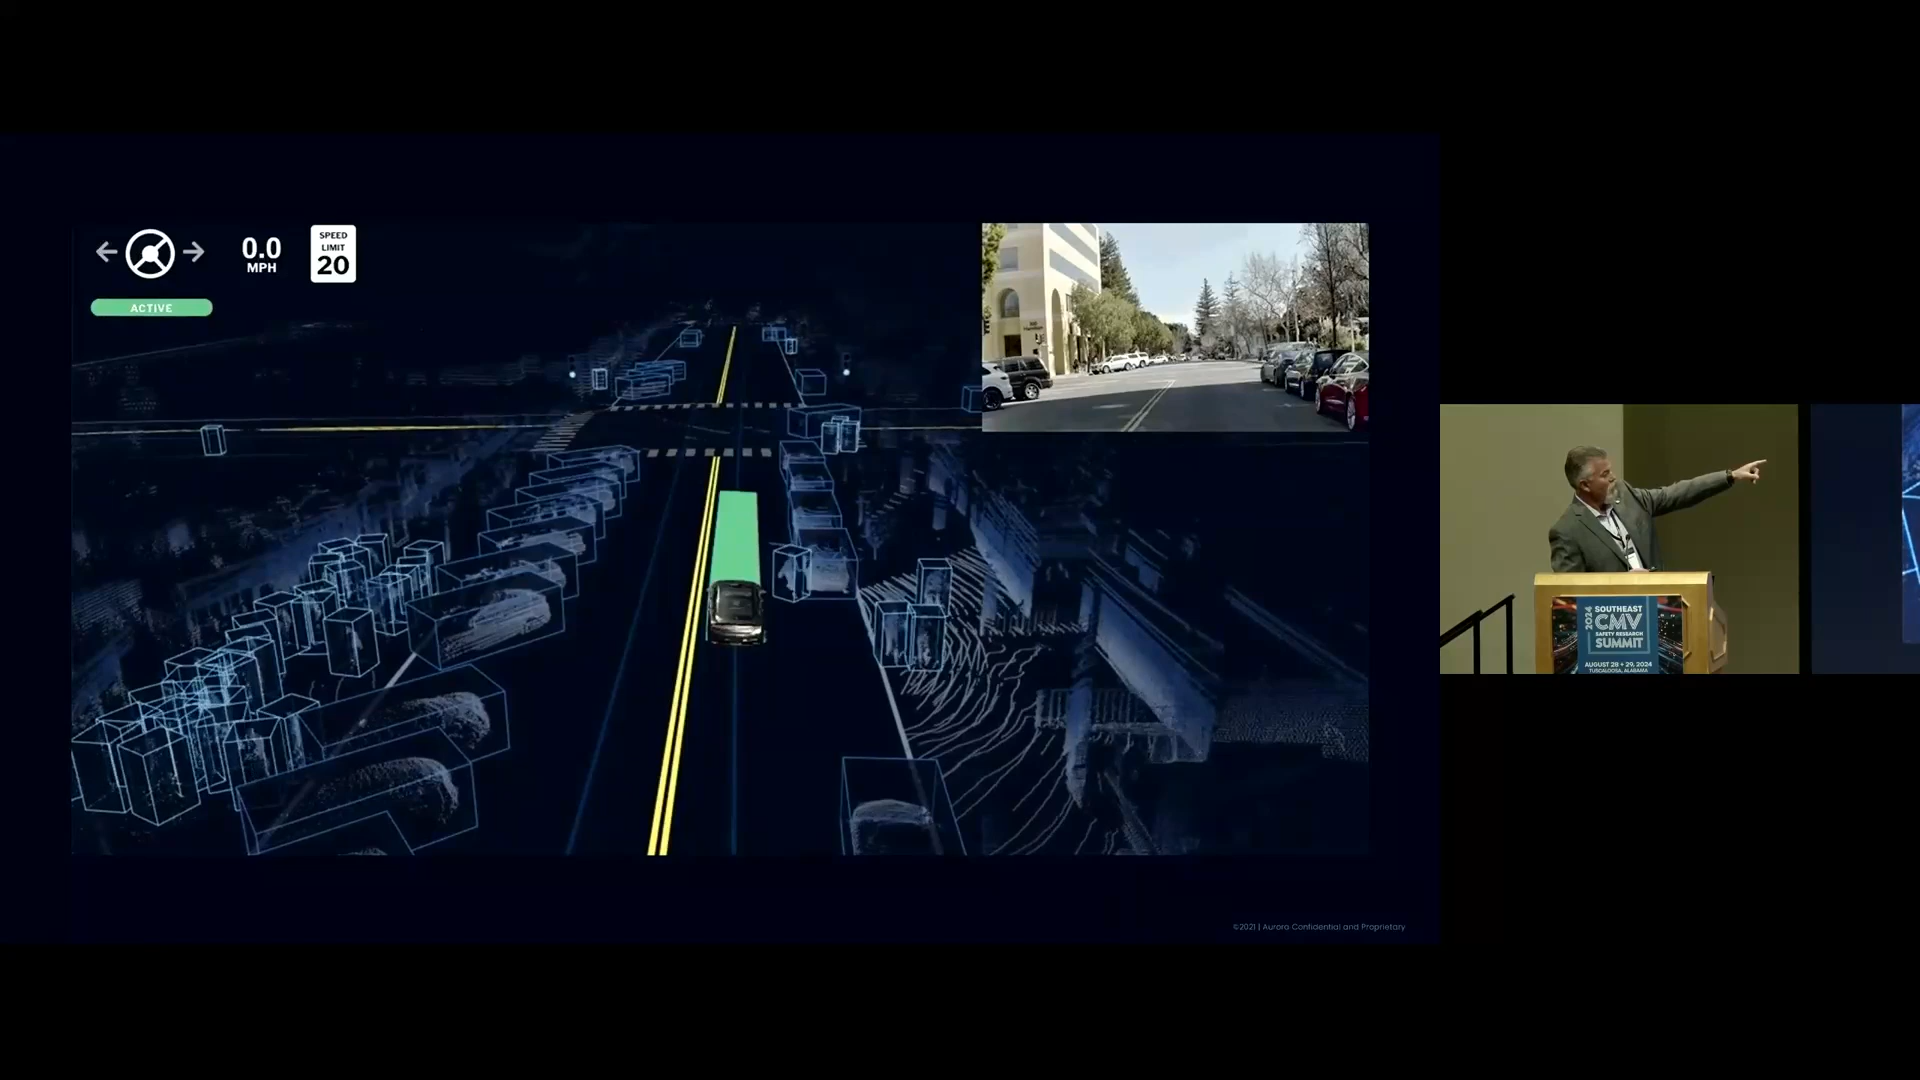 0.0
MPH
SPEED
LIMIT
20
ACTIVE
©2021 | Aurora Confidential and Proprietary
2024
SOUTHEAST
CMV
SAFETY RESEARCH
SUMMIT
AUGUST 28 + 29, 2024
TUSCALOOSA, ALABAMA